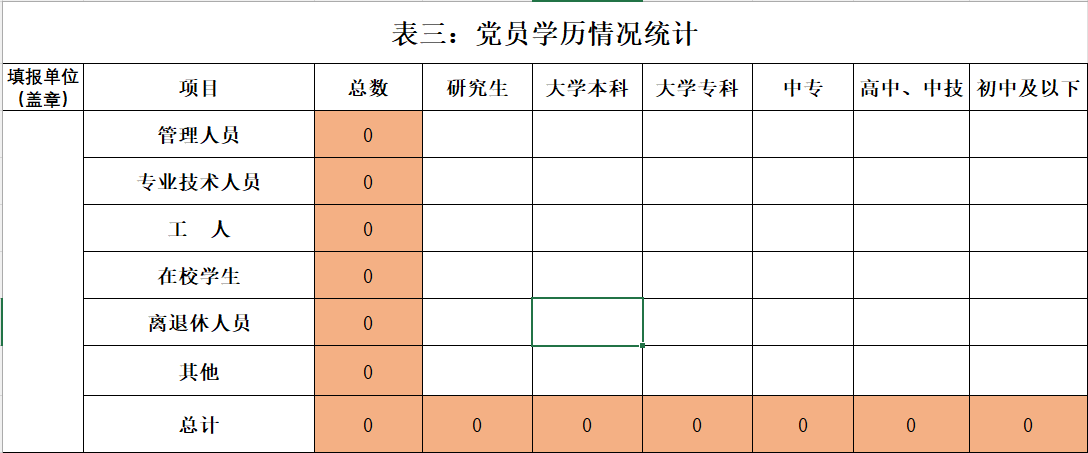 表三：党员学历情况统计
填报单位
（盖章） 项目 总数 研究生 大学本科 大学专科 中专 高中、中技 初中及以下
管理人员 0
专业技术人员 0
工 人 0
在校学生 0
离退休人员 0
其他 0
总计 0 0 0 0 0 0 0